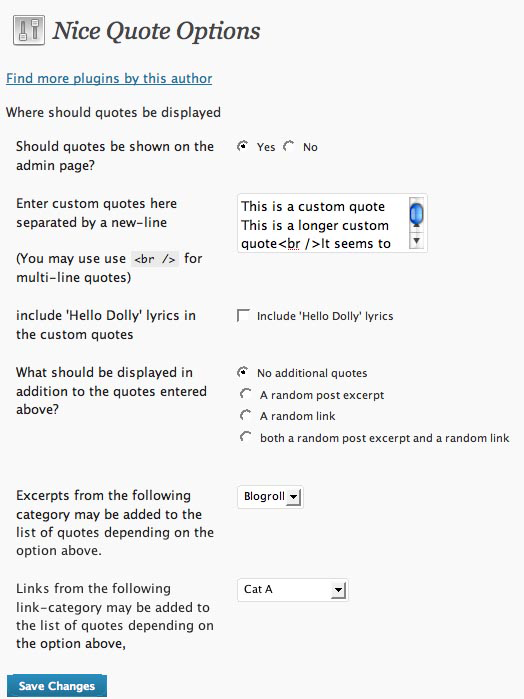 Nice Quote Options
Find more plugins by this author
Where should quotes be displayed
Should quotes be shown on the
admin page?
Yes No
Enter custom quotes here
separated by a new-line
(You may use use <br /> for
multi-line quotes)
This is a custom quote
This is a longer custom
quote<br />It seems to
include 'Hello Dolly' lyrics in
the custom quotes
Include 'Hello Dolly' lyrics
What should be displayed in
addition to the quotes entered
above?
No additional quotes
A random post excerpt
A random link
both a random post excerpt and a random link
Excerpts from the following
category may be added to the
list of quotes depending on the
option above.
Blogroll
Links from the following
link-category may be added to
the list of quotes depending on
the option above,
Cat A
Save Changes